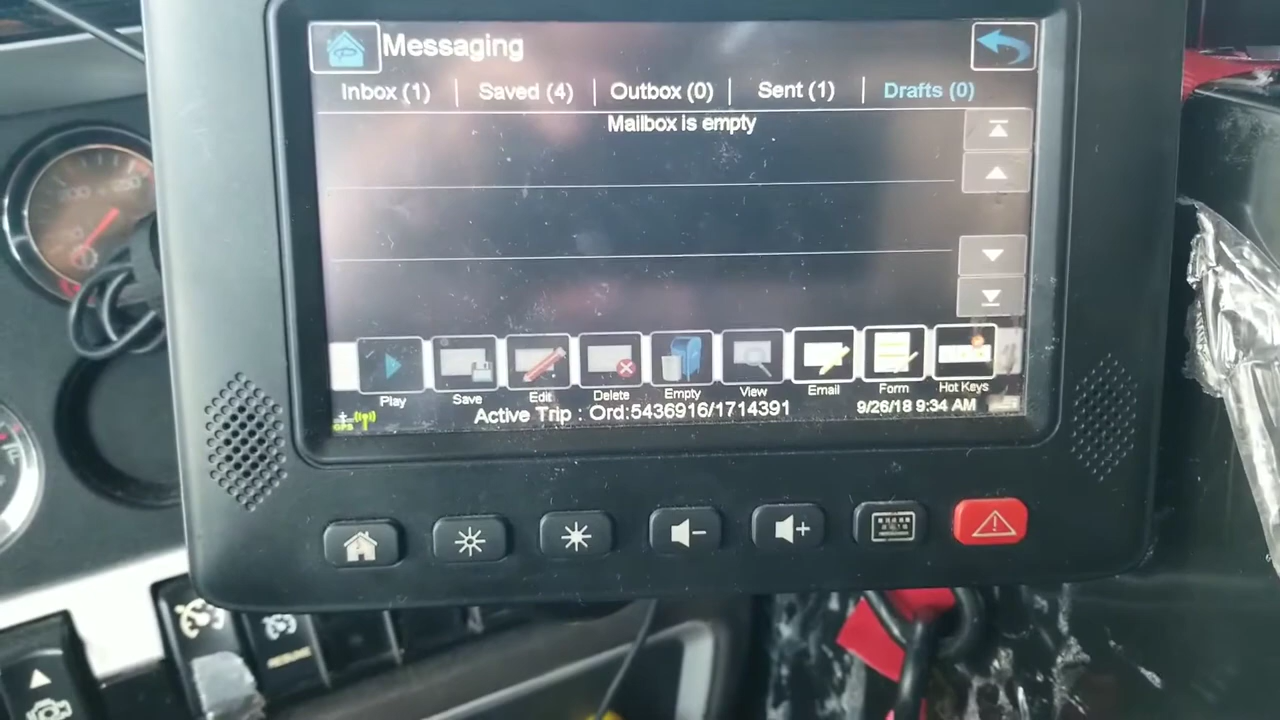 Messaging
Inbox (1) Saved (4) Outbox (0) Sent (1) Drafts (0)
Mailbox is empty
Play Save Edit Delete Empty View Email Form Hot Keys
GPS Active Trip : Ord:5436916/1714391 9/26/18 9:34 AM